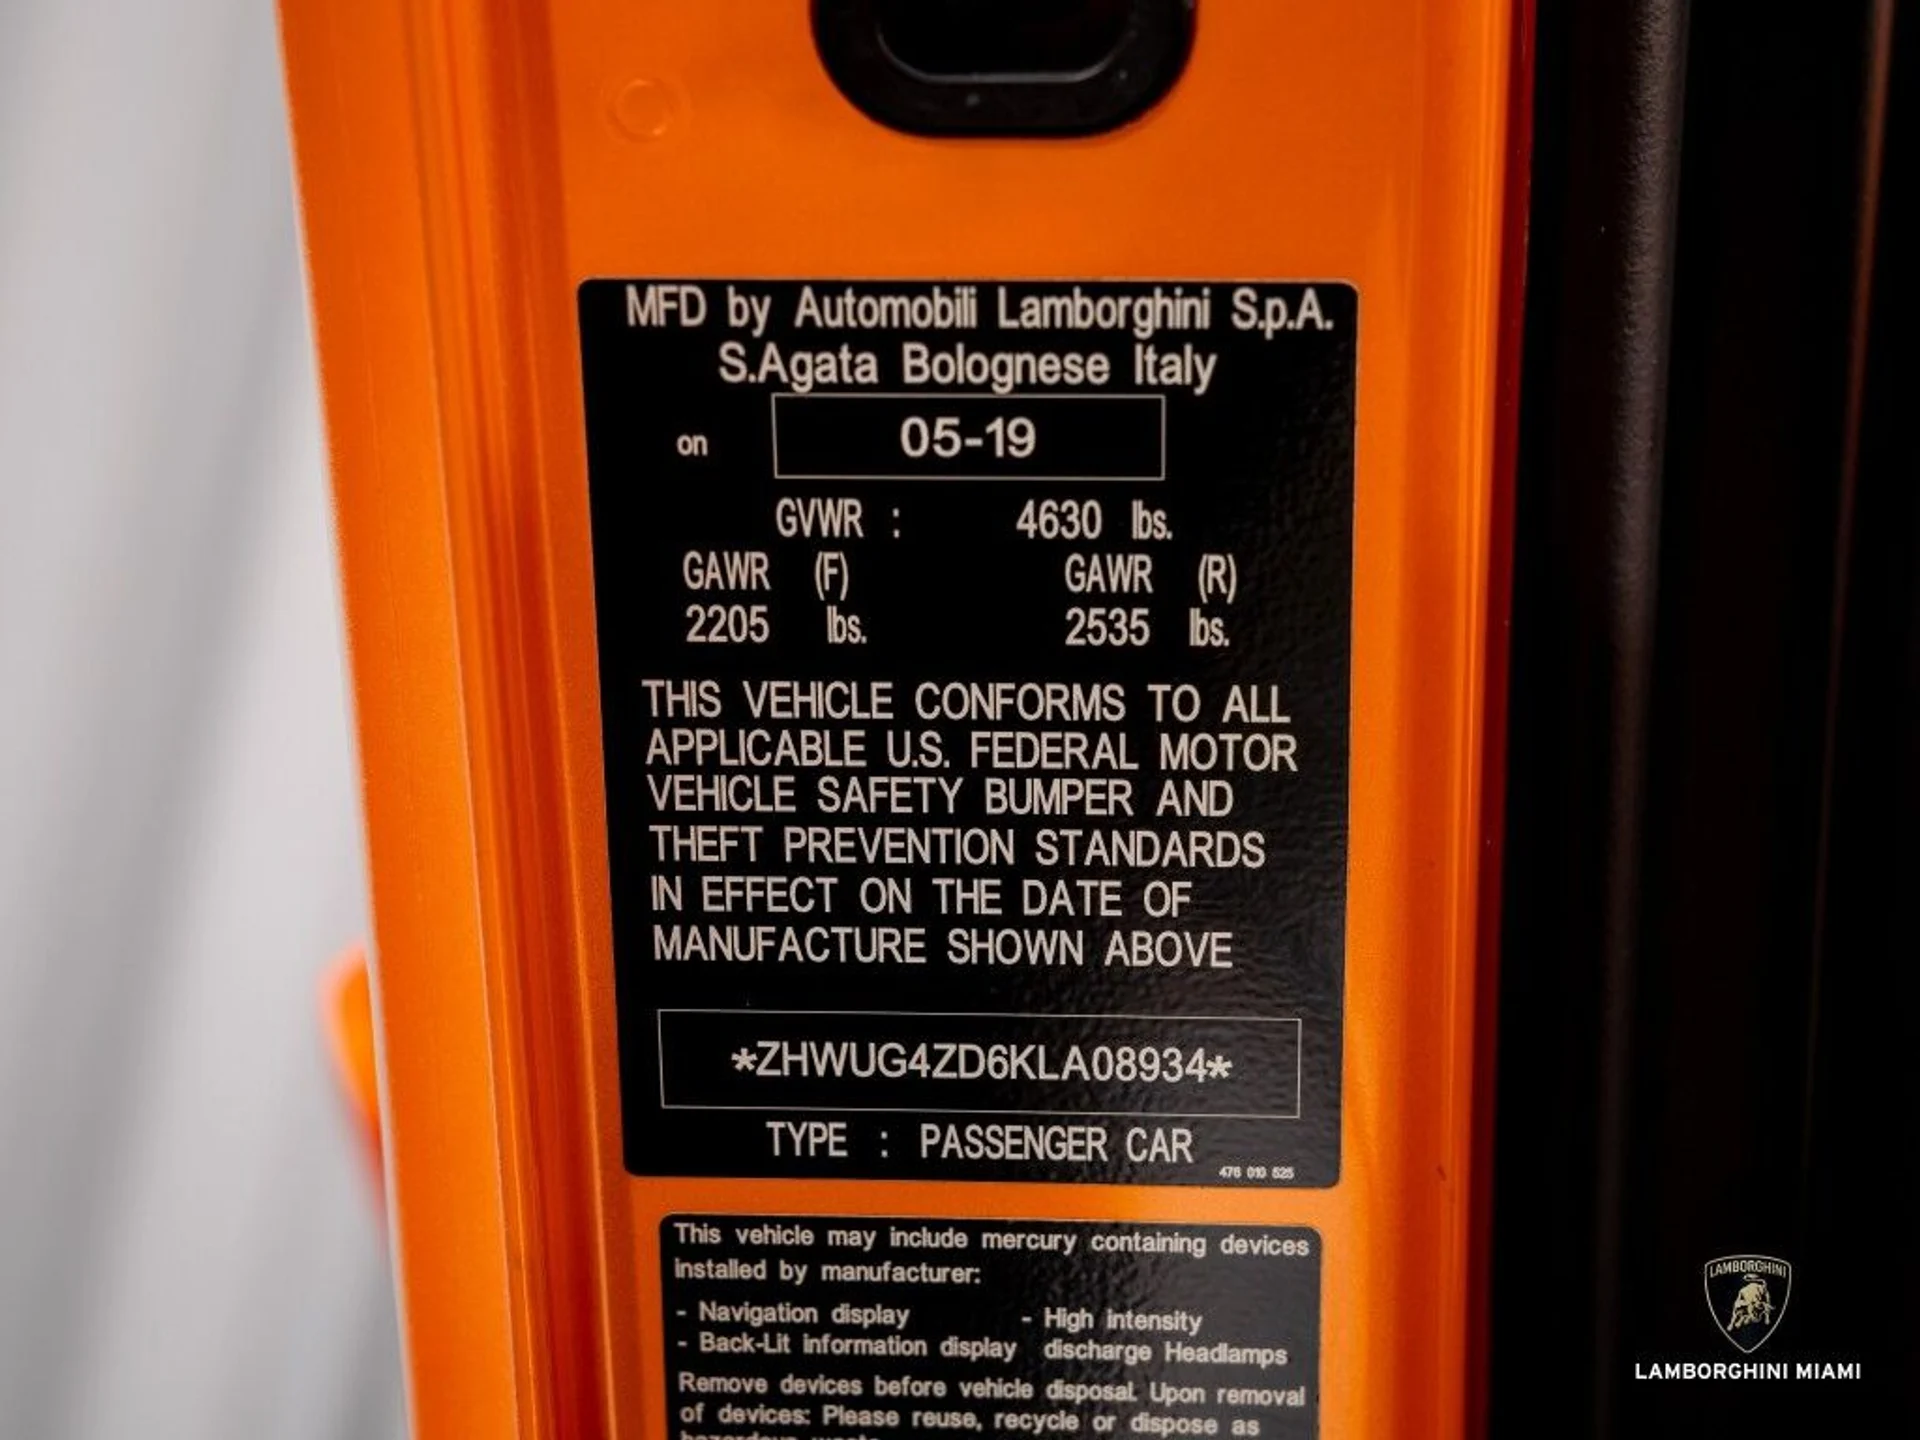 MFD by Automobili Lamborghini S.p.A.
S.Agata Bolognese Italy
on 05-19
GVWR : 4630 lbs.
GAWR (F) GAWR (R)
2205 lbs. 2535 lbs.
THIS VEHICLE CONFORMS TO ALL
APPLICABLE U.S. FEDERAL MOTOR
VEHICLE SAFETY BUMPER AND
THEFT PREVENTION STANDARDS
IN EFFECT ON THE DATE OF
MANUFACTURE SHOWN ABOVE
*ZHWUG4ZD6KLA08934*
TYPE : PASSENGER CAR
476 010 525
This vehicle may include mercury containing devices
installed by manufacturer:
- Navigation display - High intensity
- Back-Lit information display discharge Headlamps
Remove devices before vehicle disposal. Upon removal
of devices: Please reuse, recycle or dispose as
LAMBORGHINI
LAMBORGHINI MIAMI